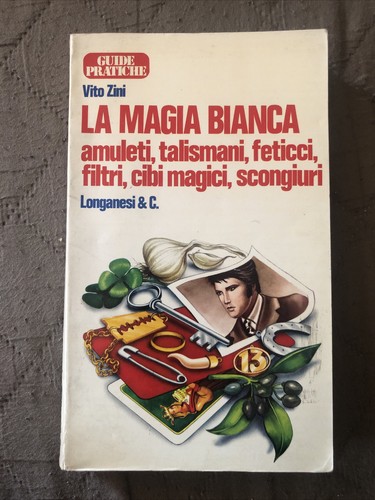 GUIDE
PRATICHE
Vito Zini
LA MAGIA BIANCA
amuleti, talismani, feticci,
filtri, cibi magici, scongiuri
Longanesi & C.
13